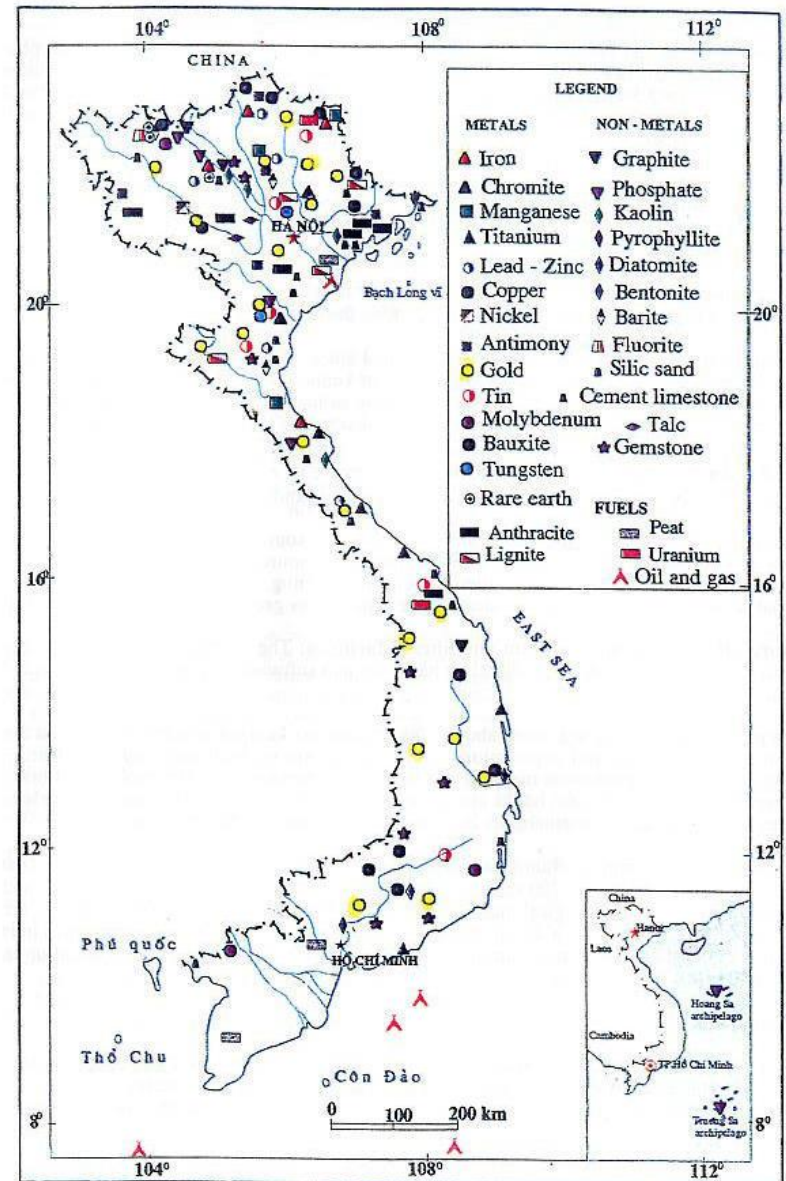 104° 108° 112°
CHINA
LEGEND
METALS NON - METALS
Iron Graphite
Chromite Phosphate
Manganese Kaolin
Titanium Pyrophyllite
Lead - Zinc Diatomite
Copper Bentonite
Nickel Barite
Antimony Fluorite
Gold Silic sand
Tin Cement limestone
Molybdenum Talc
Bauxite Gemstone
Tungsten
Rare earth FUELS
Anthracite Peat
Lignite Uranium
Oil and gas
HÀ NÔI
Bạch Long vĩ
20° 20°
16° 16°
EAST SEA
12° 12°
Phú quốc
HỒ CHÍ MINH
Thổ Chu
Côn Đảo
0 100 200 km
8° 8°
China
Hanoi
Laos
Hoang Sa
archipelago
Cambodia
TP.Hồ Chí Minh
Truong Sa
archipelago
104° 108° 112°